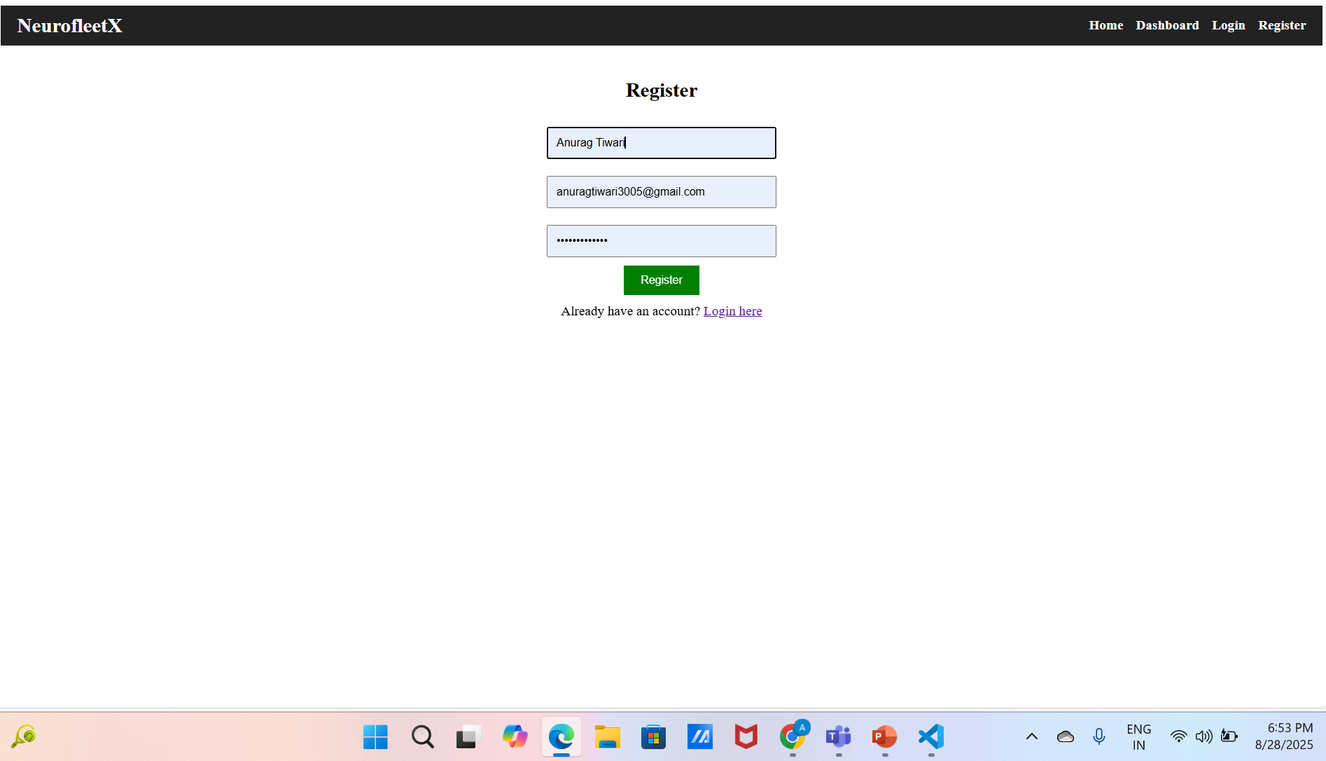 NeurofleetX Home Dashboard Login Register
Register
Anurag Tiwari
anuragtiwari3005@gmail.com
•••••••••••••
Register
Already have an account? Login here
A
T
P
ENG
IN
6:53 PM
8/28/2025